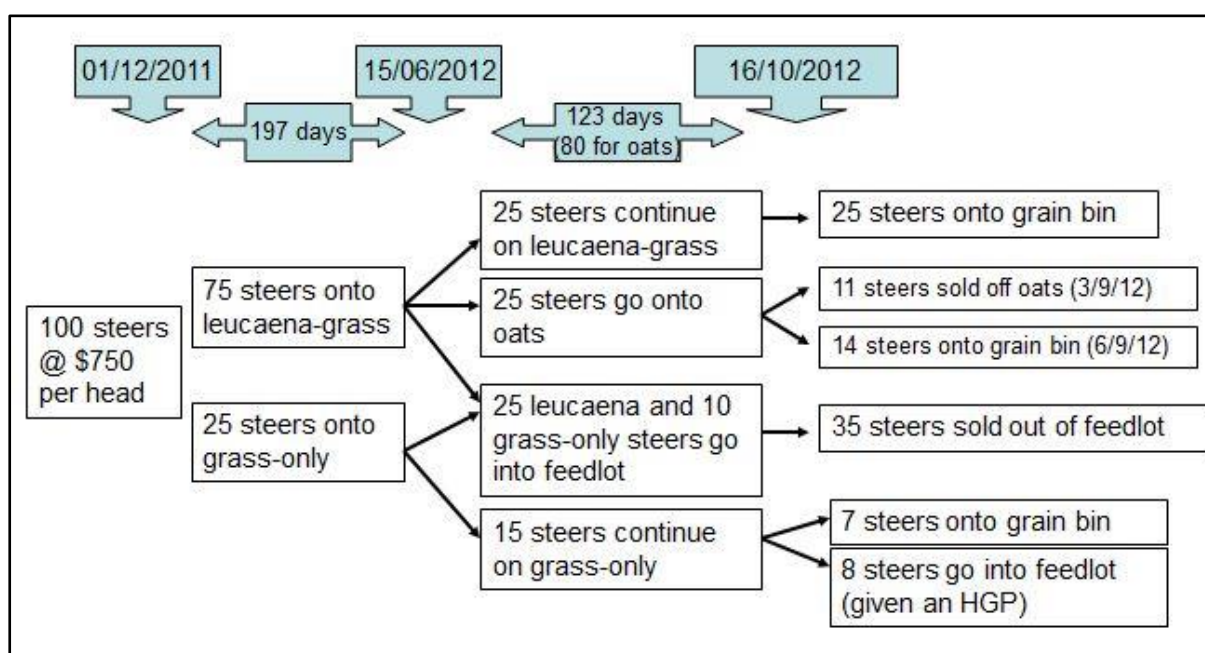 01/12/2011
15/06/2012
16/10/2012
197 days
123 days
(80 for oats)
100 steers
@ $750
per head
75 steers onto
leucaena-grass
25 steers onto
grass-only
25 steers continue
on leucaena-grass
25 steers go onto
oats
25 leucaena and 10
grass-only steers go
into feedlot
15 steers continue
on grass-only
25 steers onto grain bin
11 steers sold off oats (3/9/12)
14 steers onto grain bin (6/9/12)
35 steers sold out of feedlot
7 steers onto grain bin
8 steers go into feedlot
(given an HGP)